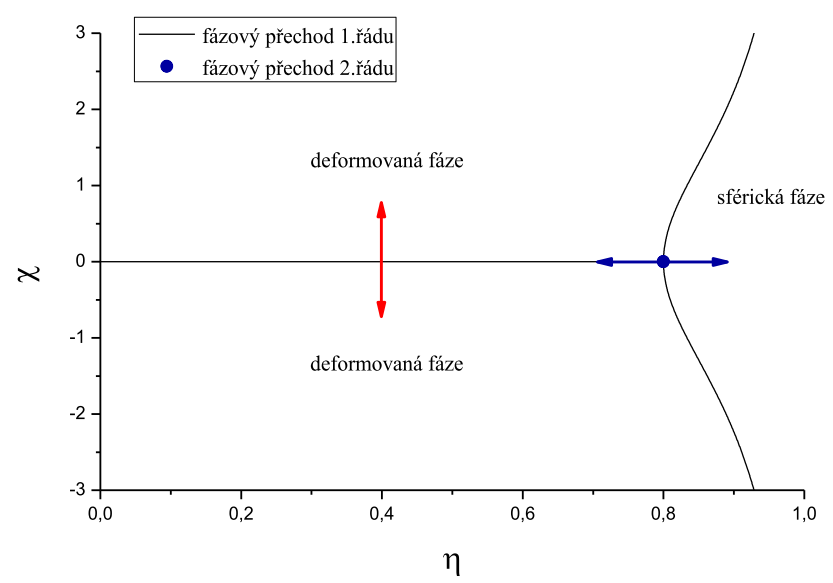 fázový přechod 1.řádu
fázový přechod 2.řádu
3
2
1
0
-1
-2
-3
χ
deformovaná fáze
sférická fáze
deformovaná fáze
0,0 0,2 0,4 0,6 0,8 1,0
η